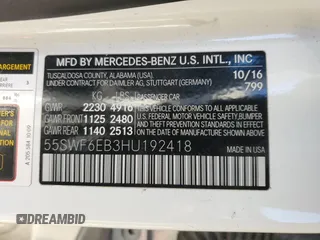 MFD BY MERCEDES-BENZ U.S. INTL., INC
TUSCALOOSA COUNTY, ALABAMA (USA). 10/16
UNDER CONTRACT FOR DAIMLER AG, STUTTGART (GERMANY) 799
KG LBS PASSENGER CAR
GVWR 2230 4916 THIS VEHICLE CONFORMS TO ALL APPLICABLE
GAWR FRONT 1125 2480 U.S. FEDERAL MOTOR VEHICLE SAFETY, BUMPER
GAWR REAR 1140 2513 AND THEFT PREVENTION STANDARDS IN EFFECT ON THE DATE OF MANUFACTURE SHOWN ABOVE.
55SWF6EB3HU192418
LARGEMENT
DREAMBID